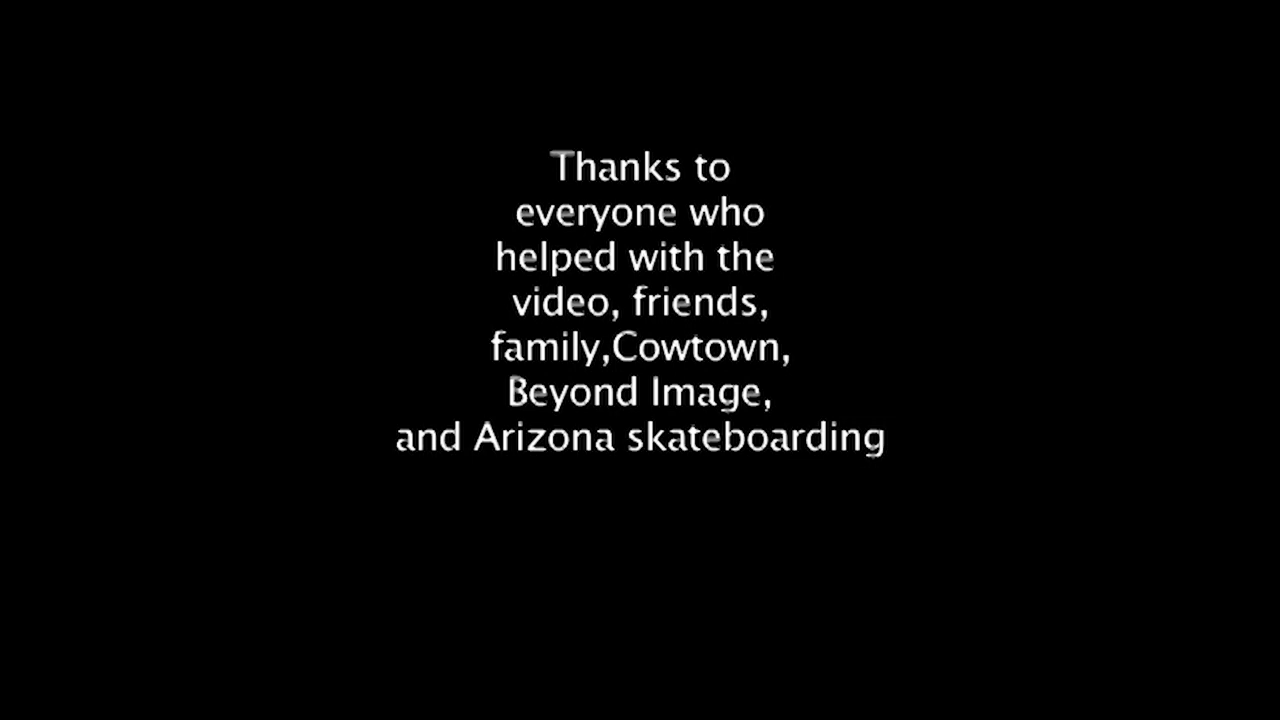 Thanks to
everyone who
helped with the
video, friends,
family,Cowtown,
Beyond Image,
and Arizona skateboarding